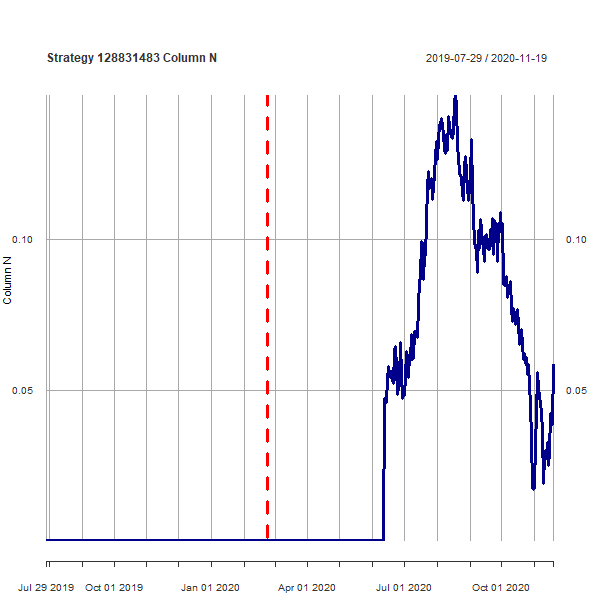 Strategy 128831483 Column N
2019-07-29 / 2020-11-19
0.10
0.10
Column N
0.05
0.05
Jul 29 2019
Oct 01 2019
Jan 01 2020
Apr 01 2020
Jul 01 2020
Oct 01 2020